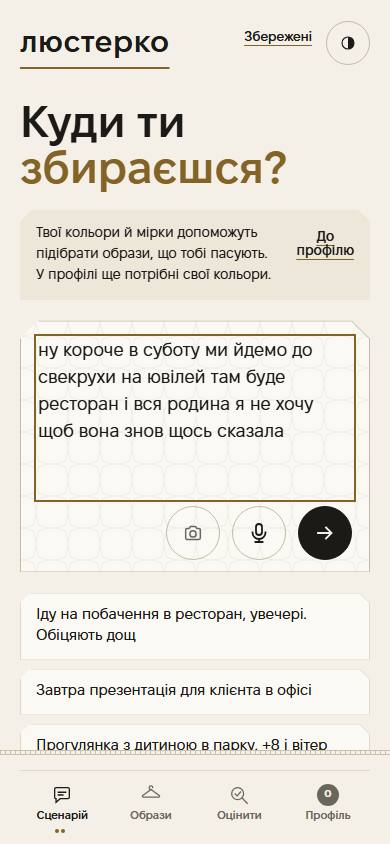 люстерко
Збережені
Куди ти
збираєшся?
Твої кольори й мірки допоможуть
підібрати образи, що тобі пасують.
У профілі ще потрібні свої кольори.
До
профілю
ну короче в суботу ми йдемо до
свекрухи на ювілей там буде
ресторан і вся родина я не хочу
щоб вона знов щось сказала
Іду на побачення в ресторан, увечері.
Обіцяють дощ
Завтра презентація для клієнта в офісі
Прогулянка з дитиною в парку, +8 і вітер
Сценарій
Образи
Оцінити
0
Профіль